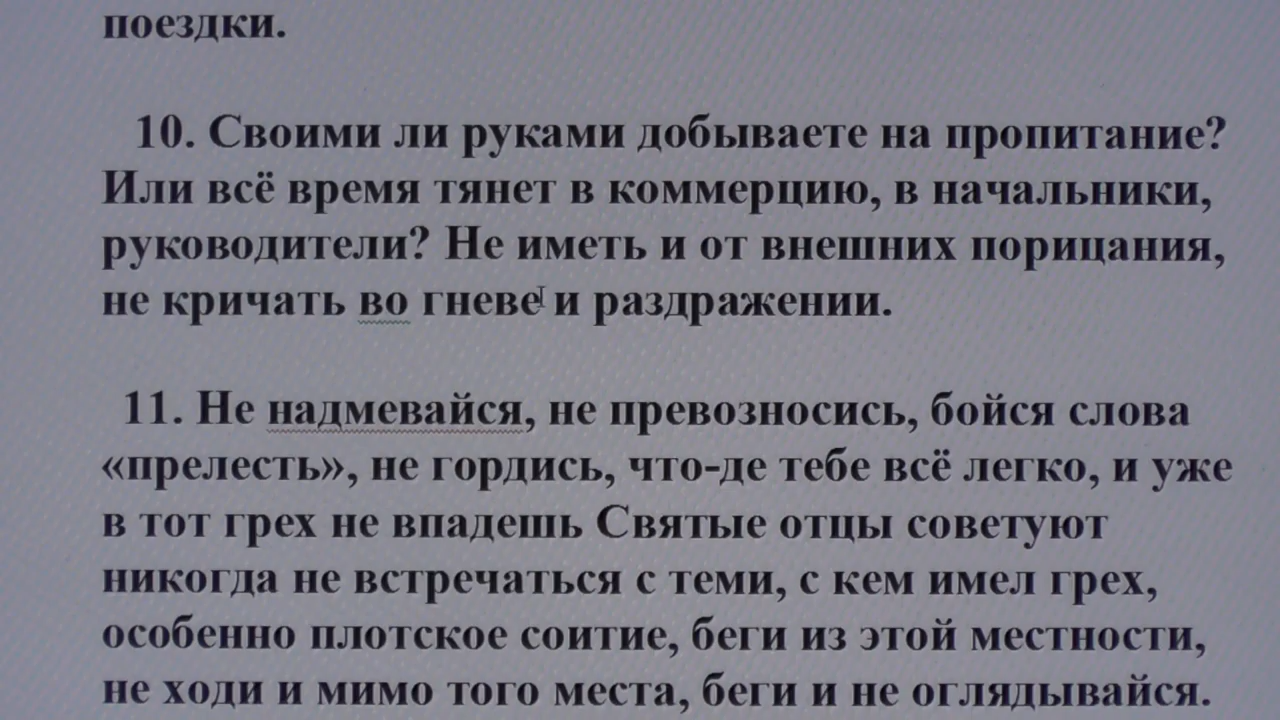 поездки.
10. Своими ли руками добываете на пропитание?
Или всё время тянет в коммерцию, в начальники,
руководители? Не иметь и от внешних порицания,
не кричать во гневе и раздражении.
11. Не надмевайся, не превозносись, бойся слова
«прелесть», не гордись, что-де тебе всё легко, и уже
в тот грех не впадешь Святые отцы советуют
никогда не встречаться с теми, с кем имел грех,
особенно плотское соитие, беги из этой местности,
не ходи и мимо того места, беги и не оглядывайся.